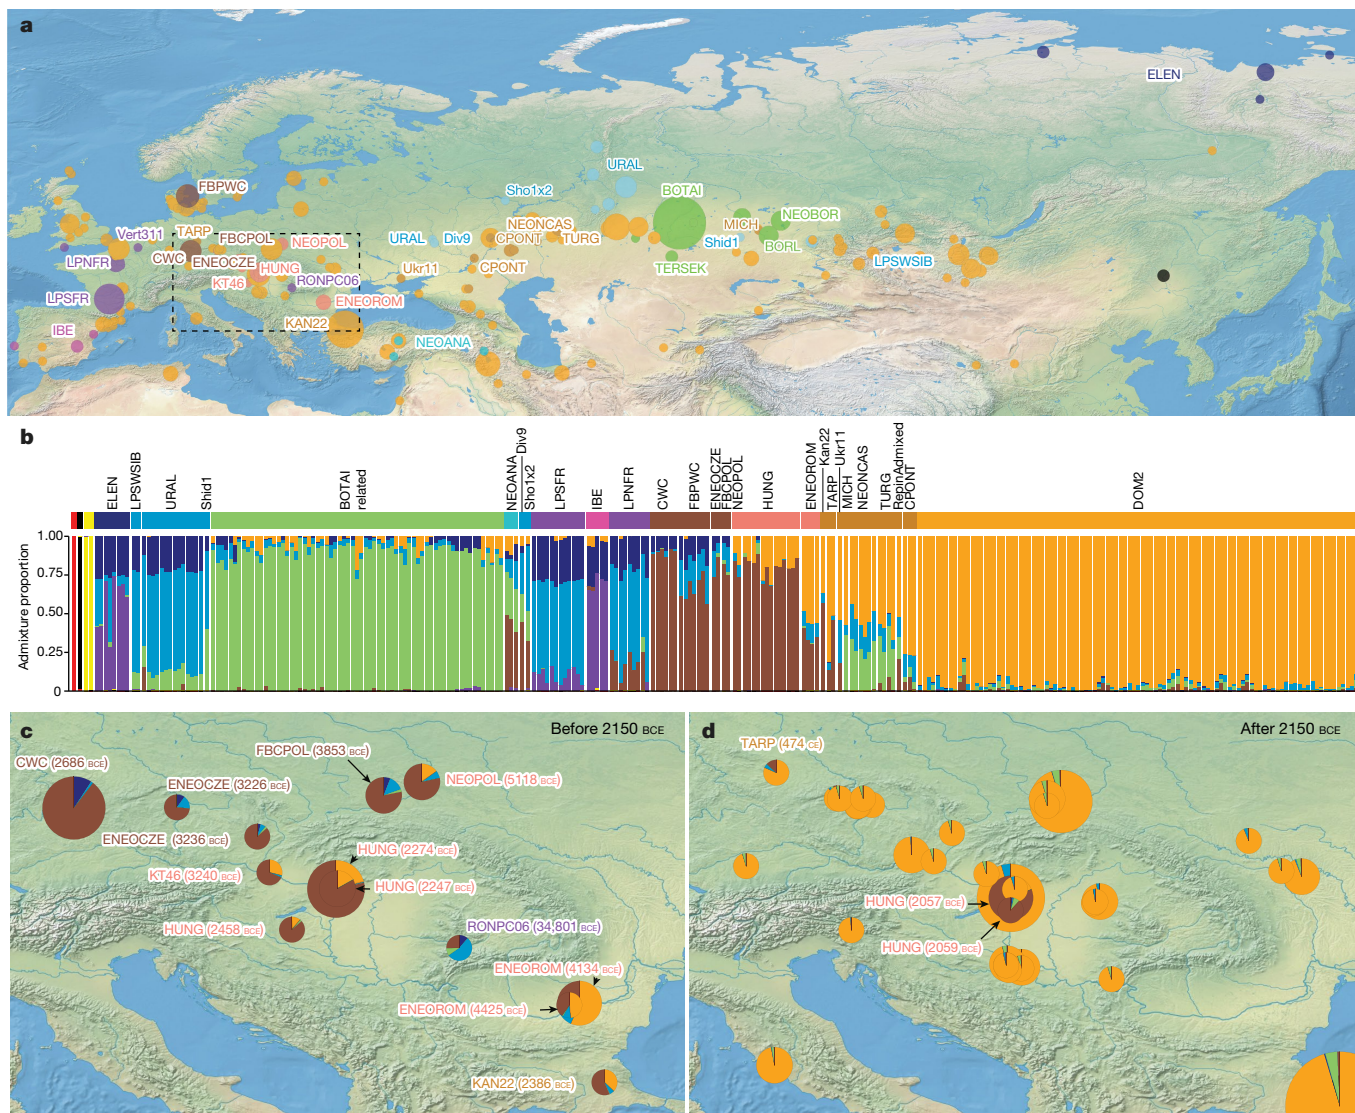 a
ELEN
URAL
FBPWC
Sho1x2
BOTAI
NEONCAS
MICH
NEOBOR
Vert311
TARP
FBCPOL
NEOPOL
URAL
Div9
CPONT
TURG
Shid1
BORL
LPNFR
CWC
ENEOCZE
HUNG
Ukr11
CPONT
TERSEK
LPSWSIB
KT46
RONPC06
LPSFR
ENEOROM
IBE
KAN22
NEOANA
b
ELEN
LPSWSIB
URAL
Shid1
BOTAI
related
NEOANA
Div9
Sho1x2
LPSFR
IBE
LPNFR
CWC
FBPWC
ENEOCZE
FBCPOL
NEOPOL
HUNG
ENEOROM
Kan22
TARP
Ukr11
MICH
NEONCAS
TURG
RepinAdmixed
CPONT
DOM2
Admixture proportion
1.00
0.75
0.50
0.25
0
c
Before 2150 BCE
CWC (2686 BCE)
FBCPOL (3853 BCE)
ENEOCZE (3226 BCE)
NEOPOL (5118 BCE)
ENEOCZE (3236 BCE)
HUNG (2274 BCE)
KT46 (3240 BCE)
HUNG (2247 BCE)
HUNG (2458 BCE)
RONPC06 (34,801 BCE)
ENEOROM (4134 BCE)
ENEOROM (4425 BCE)
KAN22 (2386 BCE)
d
After 2150 BCE
TARP (474 CE)
HUNG (2057 BCE)
HUNG (2059 BCE)